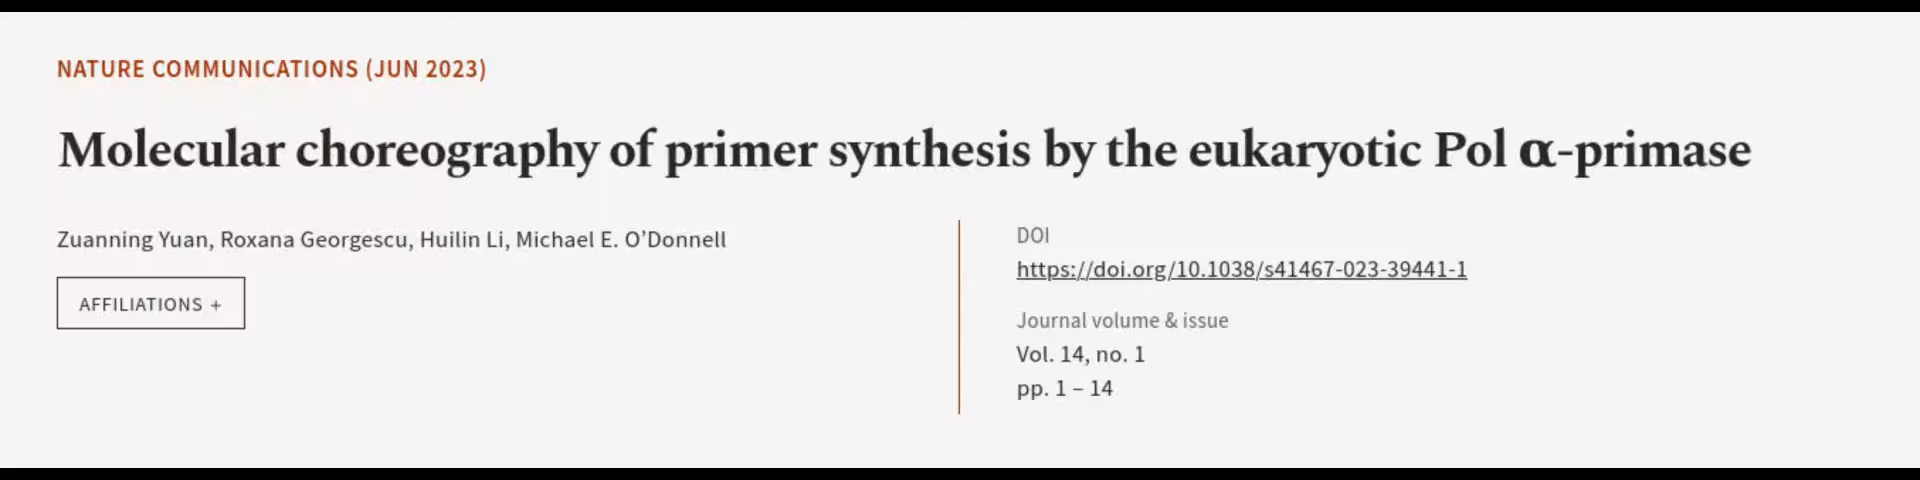 NATURE COMMUNICATIONS (JUN 2023)
Molecular choreography of primer synthesis by the eukaryotic Pol α-primase
Zuanning Yuan, Roxana Georgescu, Huilin Li, Michael E. O’Donnell
AFFILIATIONS +
DOI
https://doi.org/10.1038/s41467-023-39441-1
Journal volume & issue
Vol. 14, no. 1
pp. 1 – 14